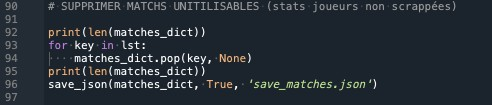 90 # SUPPRIMER MATCHS UNITILISABLES (stats joueurs non scrappées)
91
92 print(len(matches_dict))
93 for key in lst:
94     matches_dict.pop(key, None)
95 print(len(matches_dict))
96 save_json(matches_dict, True, 'save_matches.json')
97